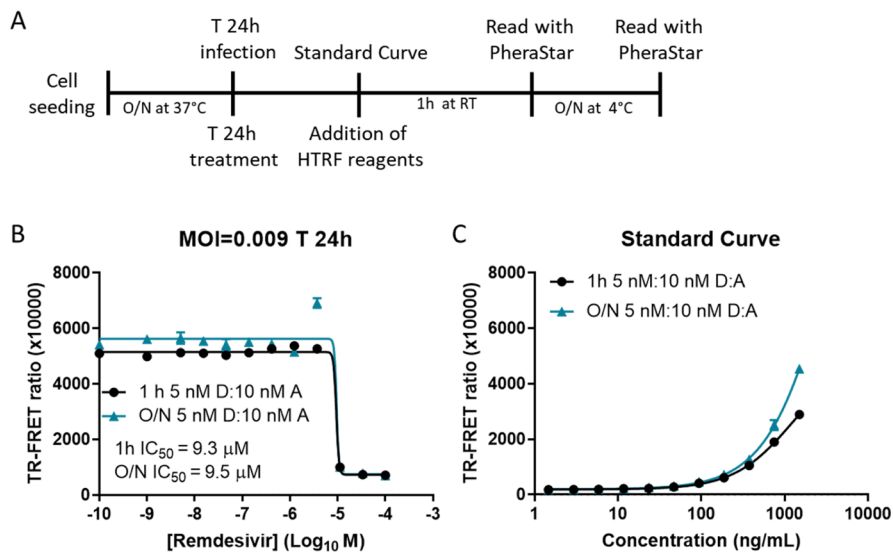 A
T 24h
infection
Standard Curve
Read with
PheraStar
Read with
PheraStar
Cell
seeding
O/N at 37°C
1h at RT
O/N at 4°C
T 24h
treatment
Addition of
HTRF reagents
B
MOI=0.009 T 24h
TR-FRET ratio (x10000)
8000
6000
4000
2000
0
1 h 5 nM D:10 nM A
O/N 5 nM D:10 nM A
1h IC50 = 9.3 μM
O/N IC50 = 9.5 μM
-10 -9 -8 -7 -6 -5 -4 -3
[Remdesivir] (Log10 M)
C
Standard Curve
TR-FRET ratio (x10000)
8000
6000
4000
2000
0
1h 5 nM:10 nM D:A
O/N 5 nM:10 nM D:A
1 10 100 1000 10000
Concentration (ng/mL)